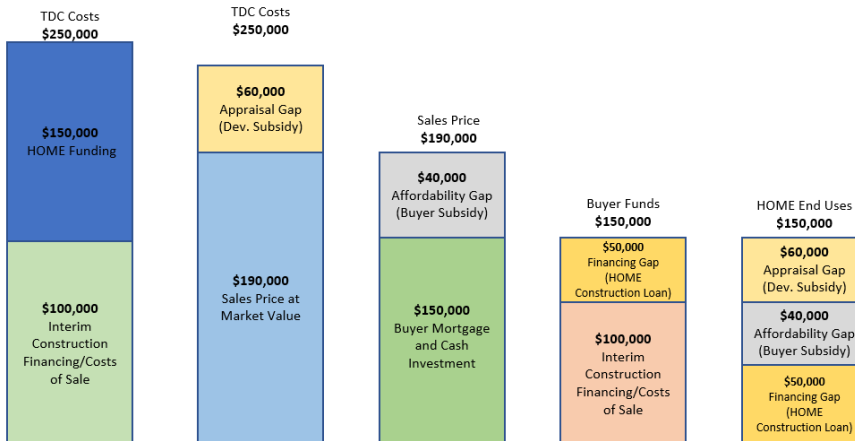 TDC Costs
$250,000
$150,000
HOME Funding
$100,000
Interim
Construction
Financing/Costs
of Sale
TDC Costs
$250,000
$60,000
Appraisal Gap
(Dev. Subsidy)
$190,000
Sales Price at
Market Value
Sales Price
$190,000
$40,000
Affordability Gap
(Buyer Subsidy)
$150,000
Buyer Mortgage
and Cash
Investment
Buyer Funds
$150,000
$50,000
Financing Gap
(HOME
Construction Loan)
$100,000
Interim
Construction
Financing/Costs
of Sale
HOME End Uses
$150,000
$60,000
Appraisal Gap
(Dev. Subsidy)
$40,000
Affordability Gap
(Buyer Subsidy)
$50,000
Financing Gap
(HOME
Construction Loan)